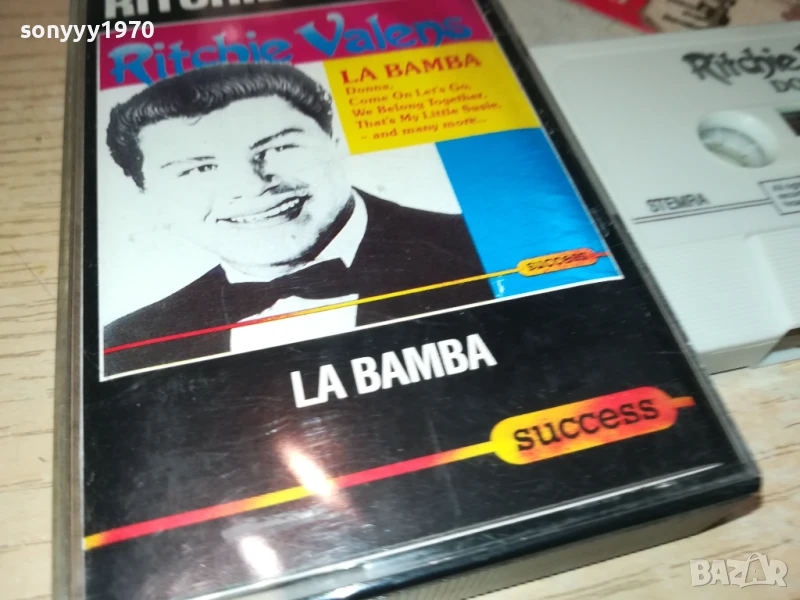 sonyyy1970
Ritchie Valens
LA BAMBA
Donna,
Come On Let's Go,
We Belong Together,
That's My Little Susie,
- and many more...
success
LA BAMBA
success
Ritchie
STEMRA
BAZAR